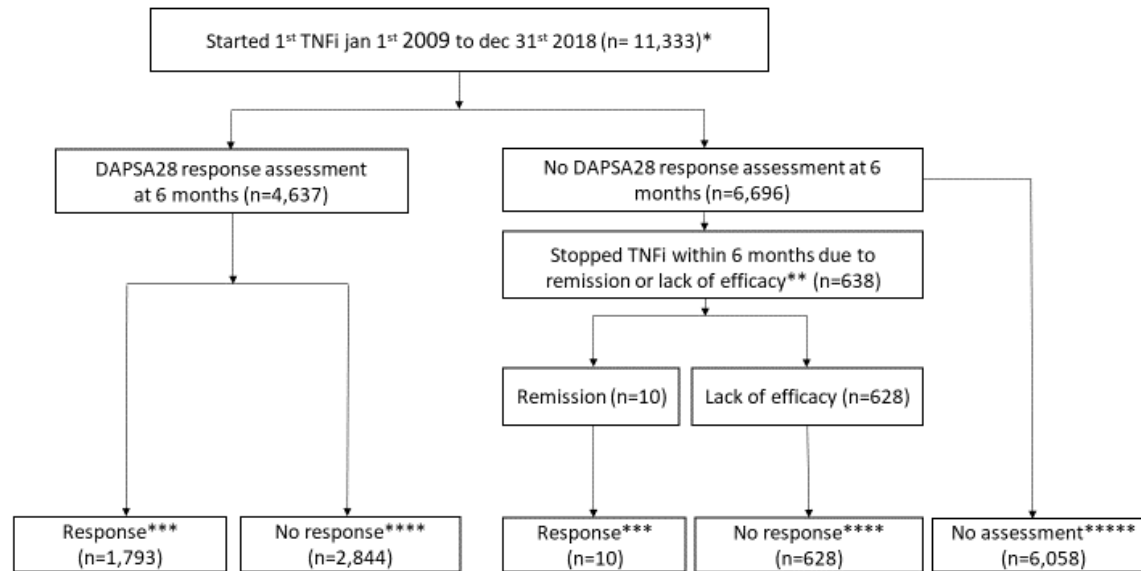 Started 1st TNFi jan 1st 2009 to dec 31st 2018 (n= 11,333)*
DAPSA28 response assessment
at 6 months (n=4,637)
No DAPSA28 response assessment at 6
months (n=6,696)
Stopped TNFi within 6 months due to
remission or lack of efficacy** (n=638)
Remission (n=10)
Lack of efficacy (n=628)
Response***
(n=1,793)
No response****
(n=2,844)
Response***
(n=10)
No response****
(n=628)
No assessment*****
(n=6,058)